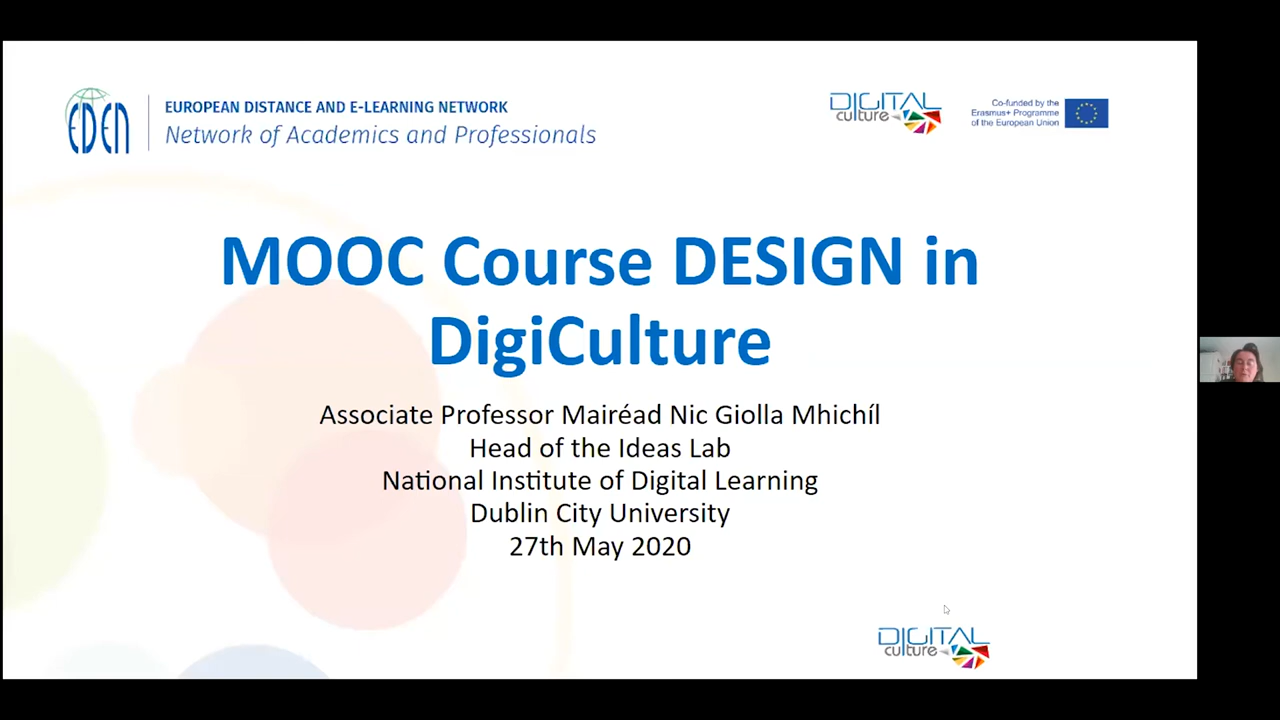 EDEN
EUROPEAN DISTANCE AND E-LEARNING NETWORK
Network of Academics and Professionals
DIGITAL
culture
Co-funded by the
Erasmus+ Programme
of the European Union
MOOC Course DESIGN in
DigiCulture
Associate Professor Mairéad Nic Giolla Mhichíl
Head of the Ideas Lab
National Institute of Digital Learning
Dublin City University
27th May 2020
DIGITAL
culture